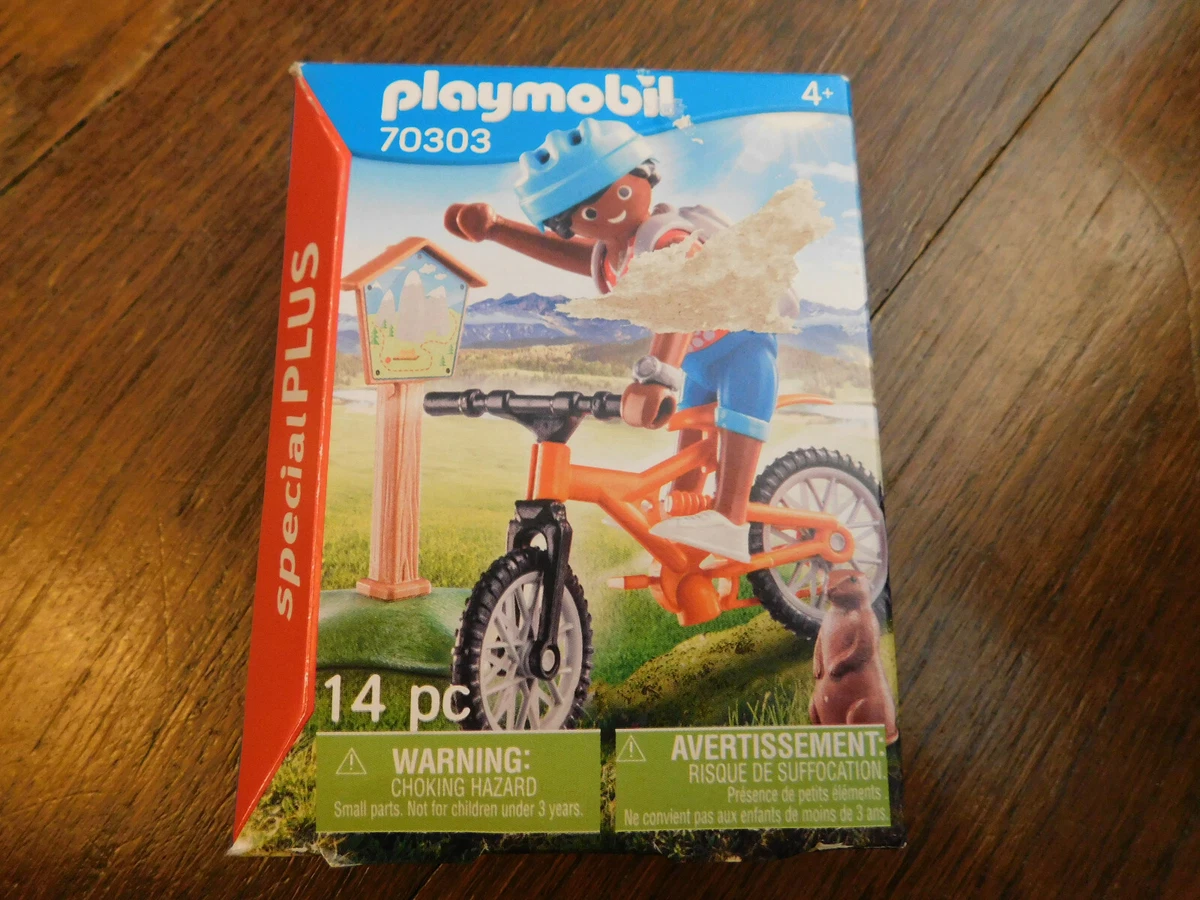 playmobil
70303
4+
specialPLUS
14 pc
WARNING:
CHOKING HAZARD
Small parts. Not for children under 3 years.
AVERTISSEMENT:
RISQUE DE SUFFOCATION.
Présence de petits éléments
Ne convient pas aux enfants de moins de 3 ans.